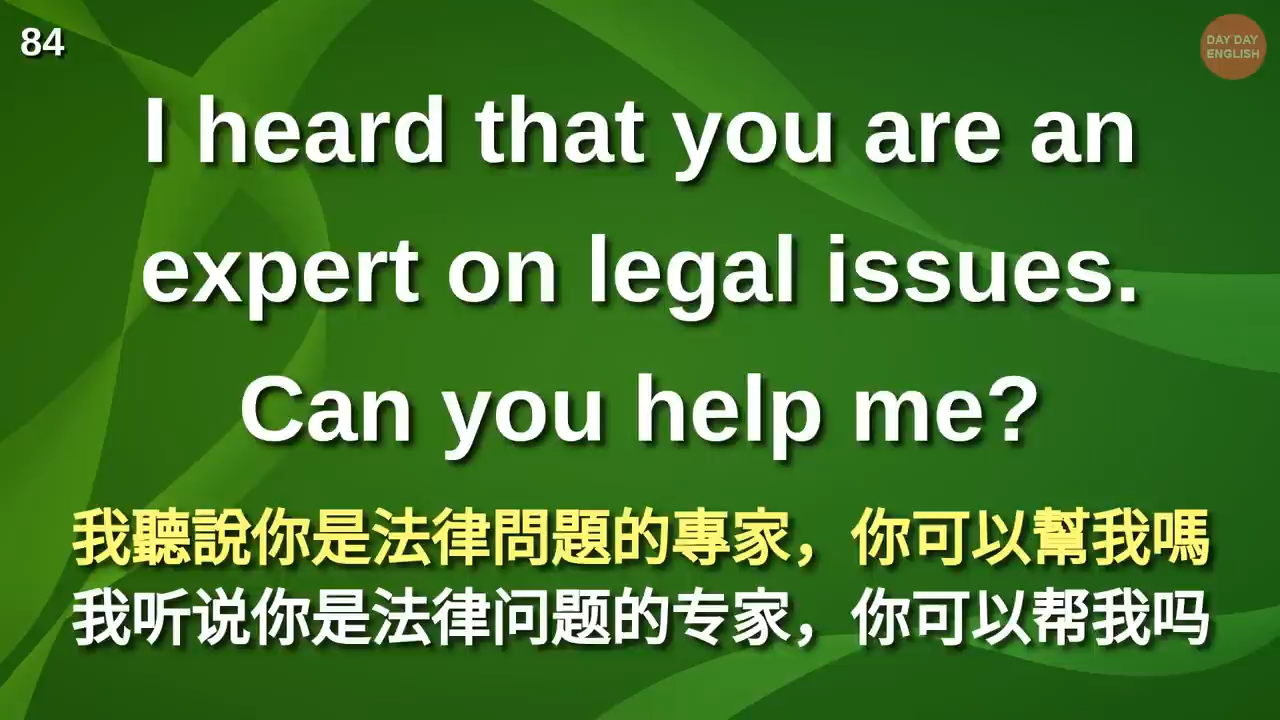 84
DAY DAY
ENGLISH
I heard that you are an
expert on legal issues.
Can you help me?
我聽說你是法律問題的專家，你可以幫我嗎
我听说你是法律问题的专家，你可以帮我吗